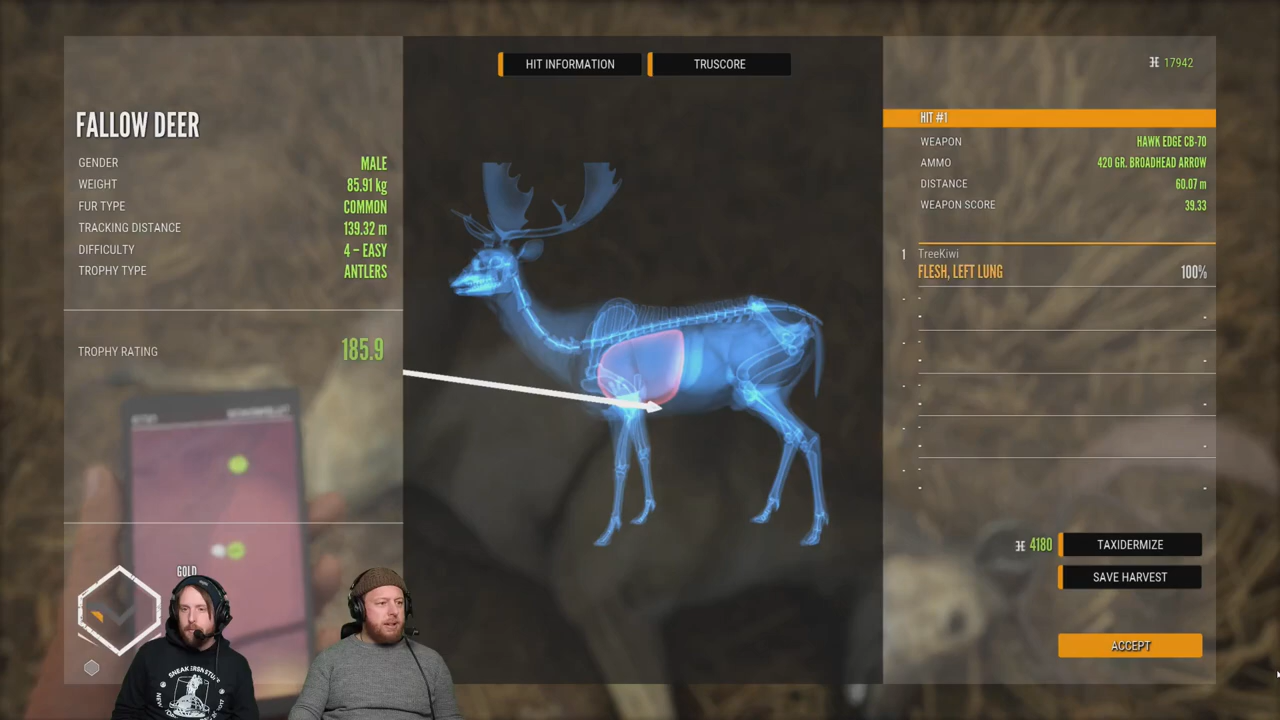 HIT INFORMATION
TRUSCORE
17942
FALLOW DEER
GENDER MALE
WEIGHT 85.91 kg
FUR TYPE COMMON
TRACKING DISTANCE 139.32 m
DIFFICULTY 4 – EASY
TROPHY TYPE ANTLERS
TROPHY RATING 185.9
GOLD
HIT #1
WEAPON HAWK EDGE CB-70
AMMO 420 GR. BROADHEAD ARROW
DISTANCE 60.07 m
WEAPON SCORE 39.33
1 TreeKiwi
FLESH, LEFT LUNG 100%
4180 TAXIDERMIZE
SAVE HARVEST
ACCEPT